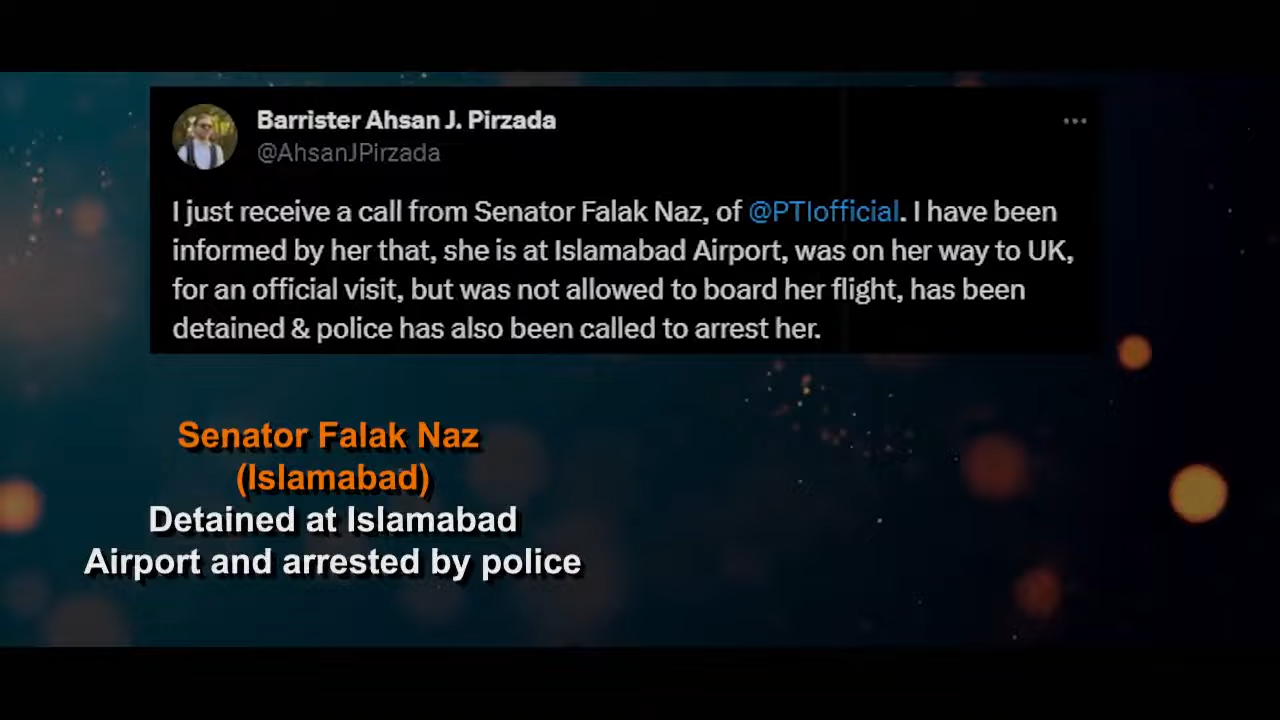 Barrister Ahsan J. Pirzada
@AhsanJPirzada
I just receive a call from Senator Falak Naz, of @PTIofficial. I have been
informed by her that, she is at Islamabad Airport, was on her way to UK,
for an official visit, but was not allowed to board her flight, has been
detained & police has also been called to arrest her.
Senator Falak Naz
(Islamabad)
Detained at Islamabad
Airport and arrested by police